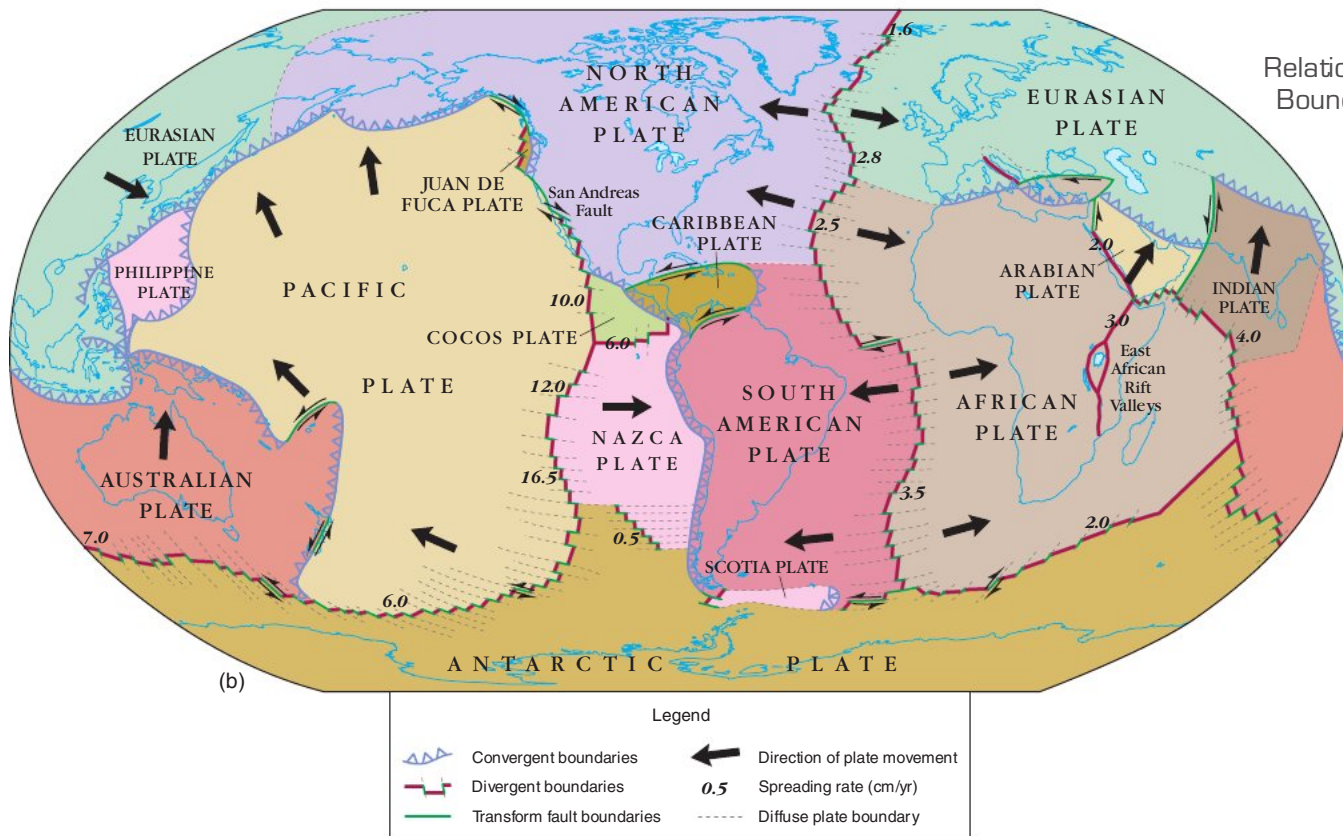 NORTH
AMERICAN
PLATE
1.6
EURASIAN
PLATE
EURASIAN
PLATE
2.8
JUAN DE
FUCA PLATE
San Andreas
Fault
CARIBBEAN
PLATE
2.5
2.0
ARABIAN
PLATE
INDIAN
PLATE
PHILIPPINE
PLATE
PACIFIC
PLATE
10.0
COCOS PLATE
6.0
3.0
4.0
East
African
Rift
Valleys
12.0
NAZCA
PLATE
SOUTH
AMERICAN
PLATE
AFRICAN
PLATE
AUSTRALIAN
PLATE
16.5
3.5
7.0
0.5
2.0
SCOTIA PLATE
6.0
ANTARCTIC PLATE
(b)
Legend
Convergent boundaries
Direction of plate movement
Divergent boundaries
0.5 Spreading rate (cm/yr)
Transform fault boundaries
Diffuse plate boundary